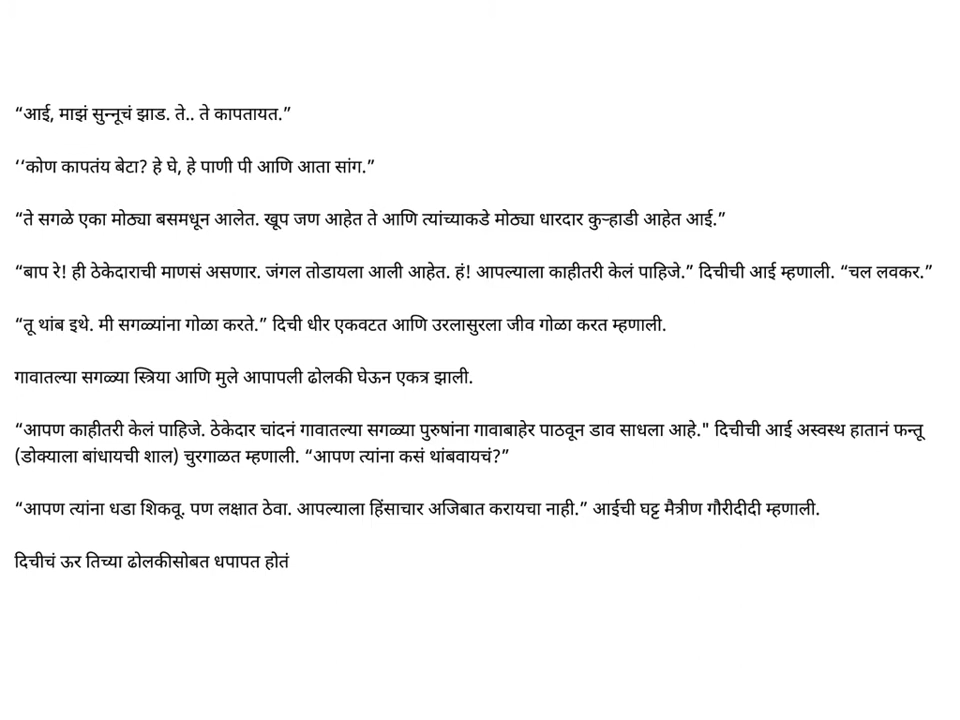 “आई, माझं सुन्नूचं झाड. ते.. ते कापतायत.”
‘‘कोण कापतंय बेटा? हे घे, हे पाणी पी आणि आता सांग.”
“ते सगळे एका मोठ्या बसमधून आलेत. खूप जण आहेत ते आणि त्यांच्याकडे मोठ्या धारदार कुऱ्हाडी आहेत आई.”
“बाप रे! ही ठेकेदाराची माणसं असणार. जंगल तोडायला आली आहेत. हं! आपल्याला काहीतरी केलं पाहिजे.” दिचीची आई म्हणाली. “चल लवकर.”
“तू थांब इथे. मी सगळ्यांना गोळा करते.” दिची धीर एकवटत आणि उरलासुरला जीव गोळा करत म्हणाली.
गावातल्या सगळ्या स्त्रिया आणि मुले आपापली ढोलकी घेऊन एकत्र झाली.
“आपण काहीतरी केलं पाहिजे. ठेकेदार चांदनं गावातल्या सगळ्या पुरुषांना गावाबाहेर पाठवून डाव साधला आहे." दिचीची आई अस्वस्थ हातानं फन्तू
(डोक्याला बांधायची शाल) चुरगाळत म्हणाली. “आपण त्यांना कसं थांबवायचं?”
“आपण त्यांना धडा शिकवू. पण लक्षात ठेवा. आपल्याला हिंसाचार अजिबात करायचा नाही.” आईची घट्ट मैत्रीण गौरीदीदी म्हणाली.
दिचीचं ऊर तिच्या ढोलकीसोबत धपापत होतं